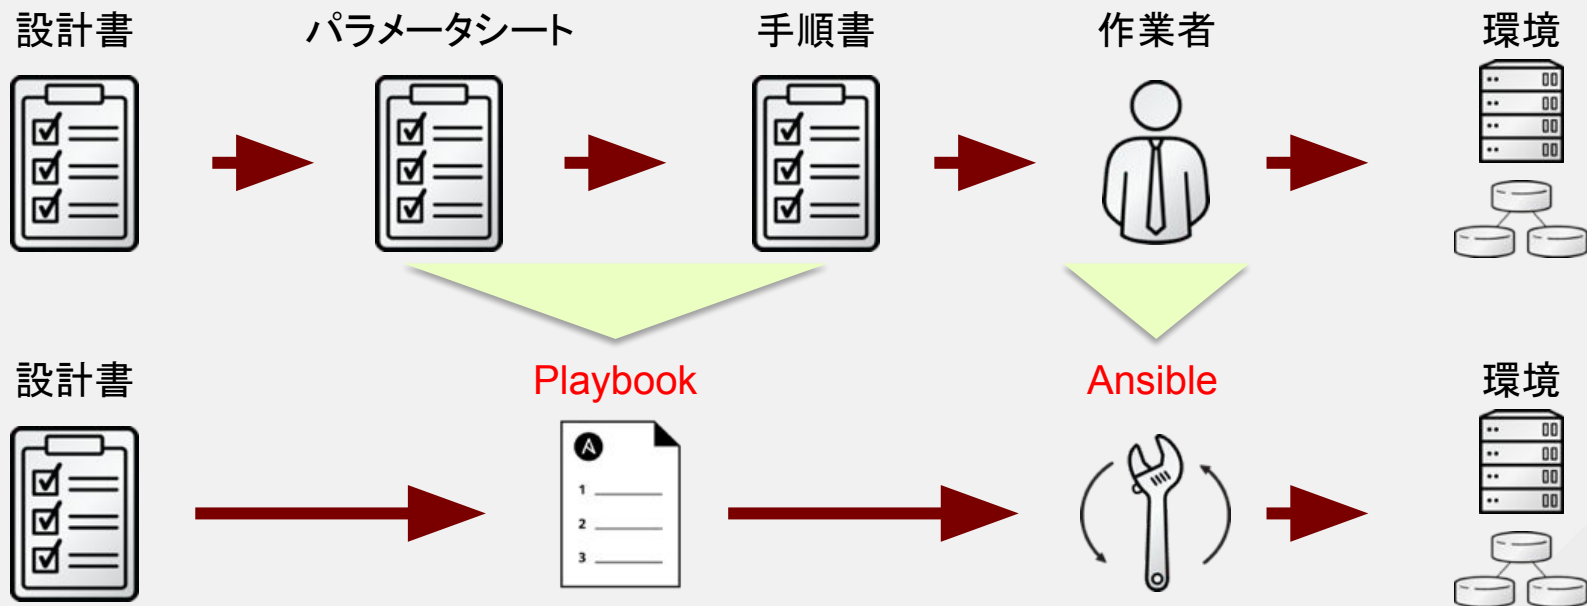 設計書
パラメータシート
手順書
作業者
環境
設計書
Playbook
Ansible
環境
A
1
2
3